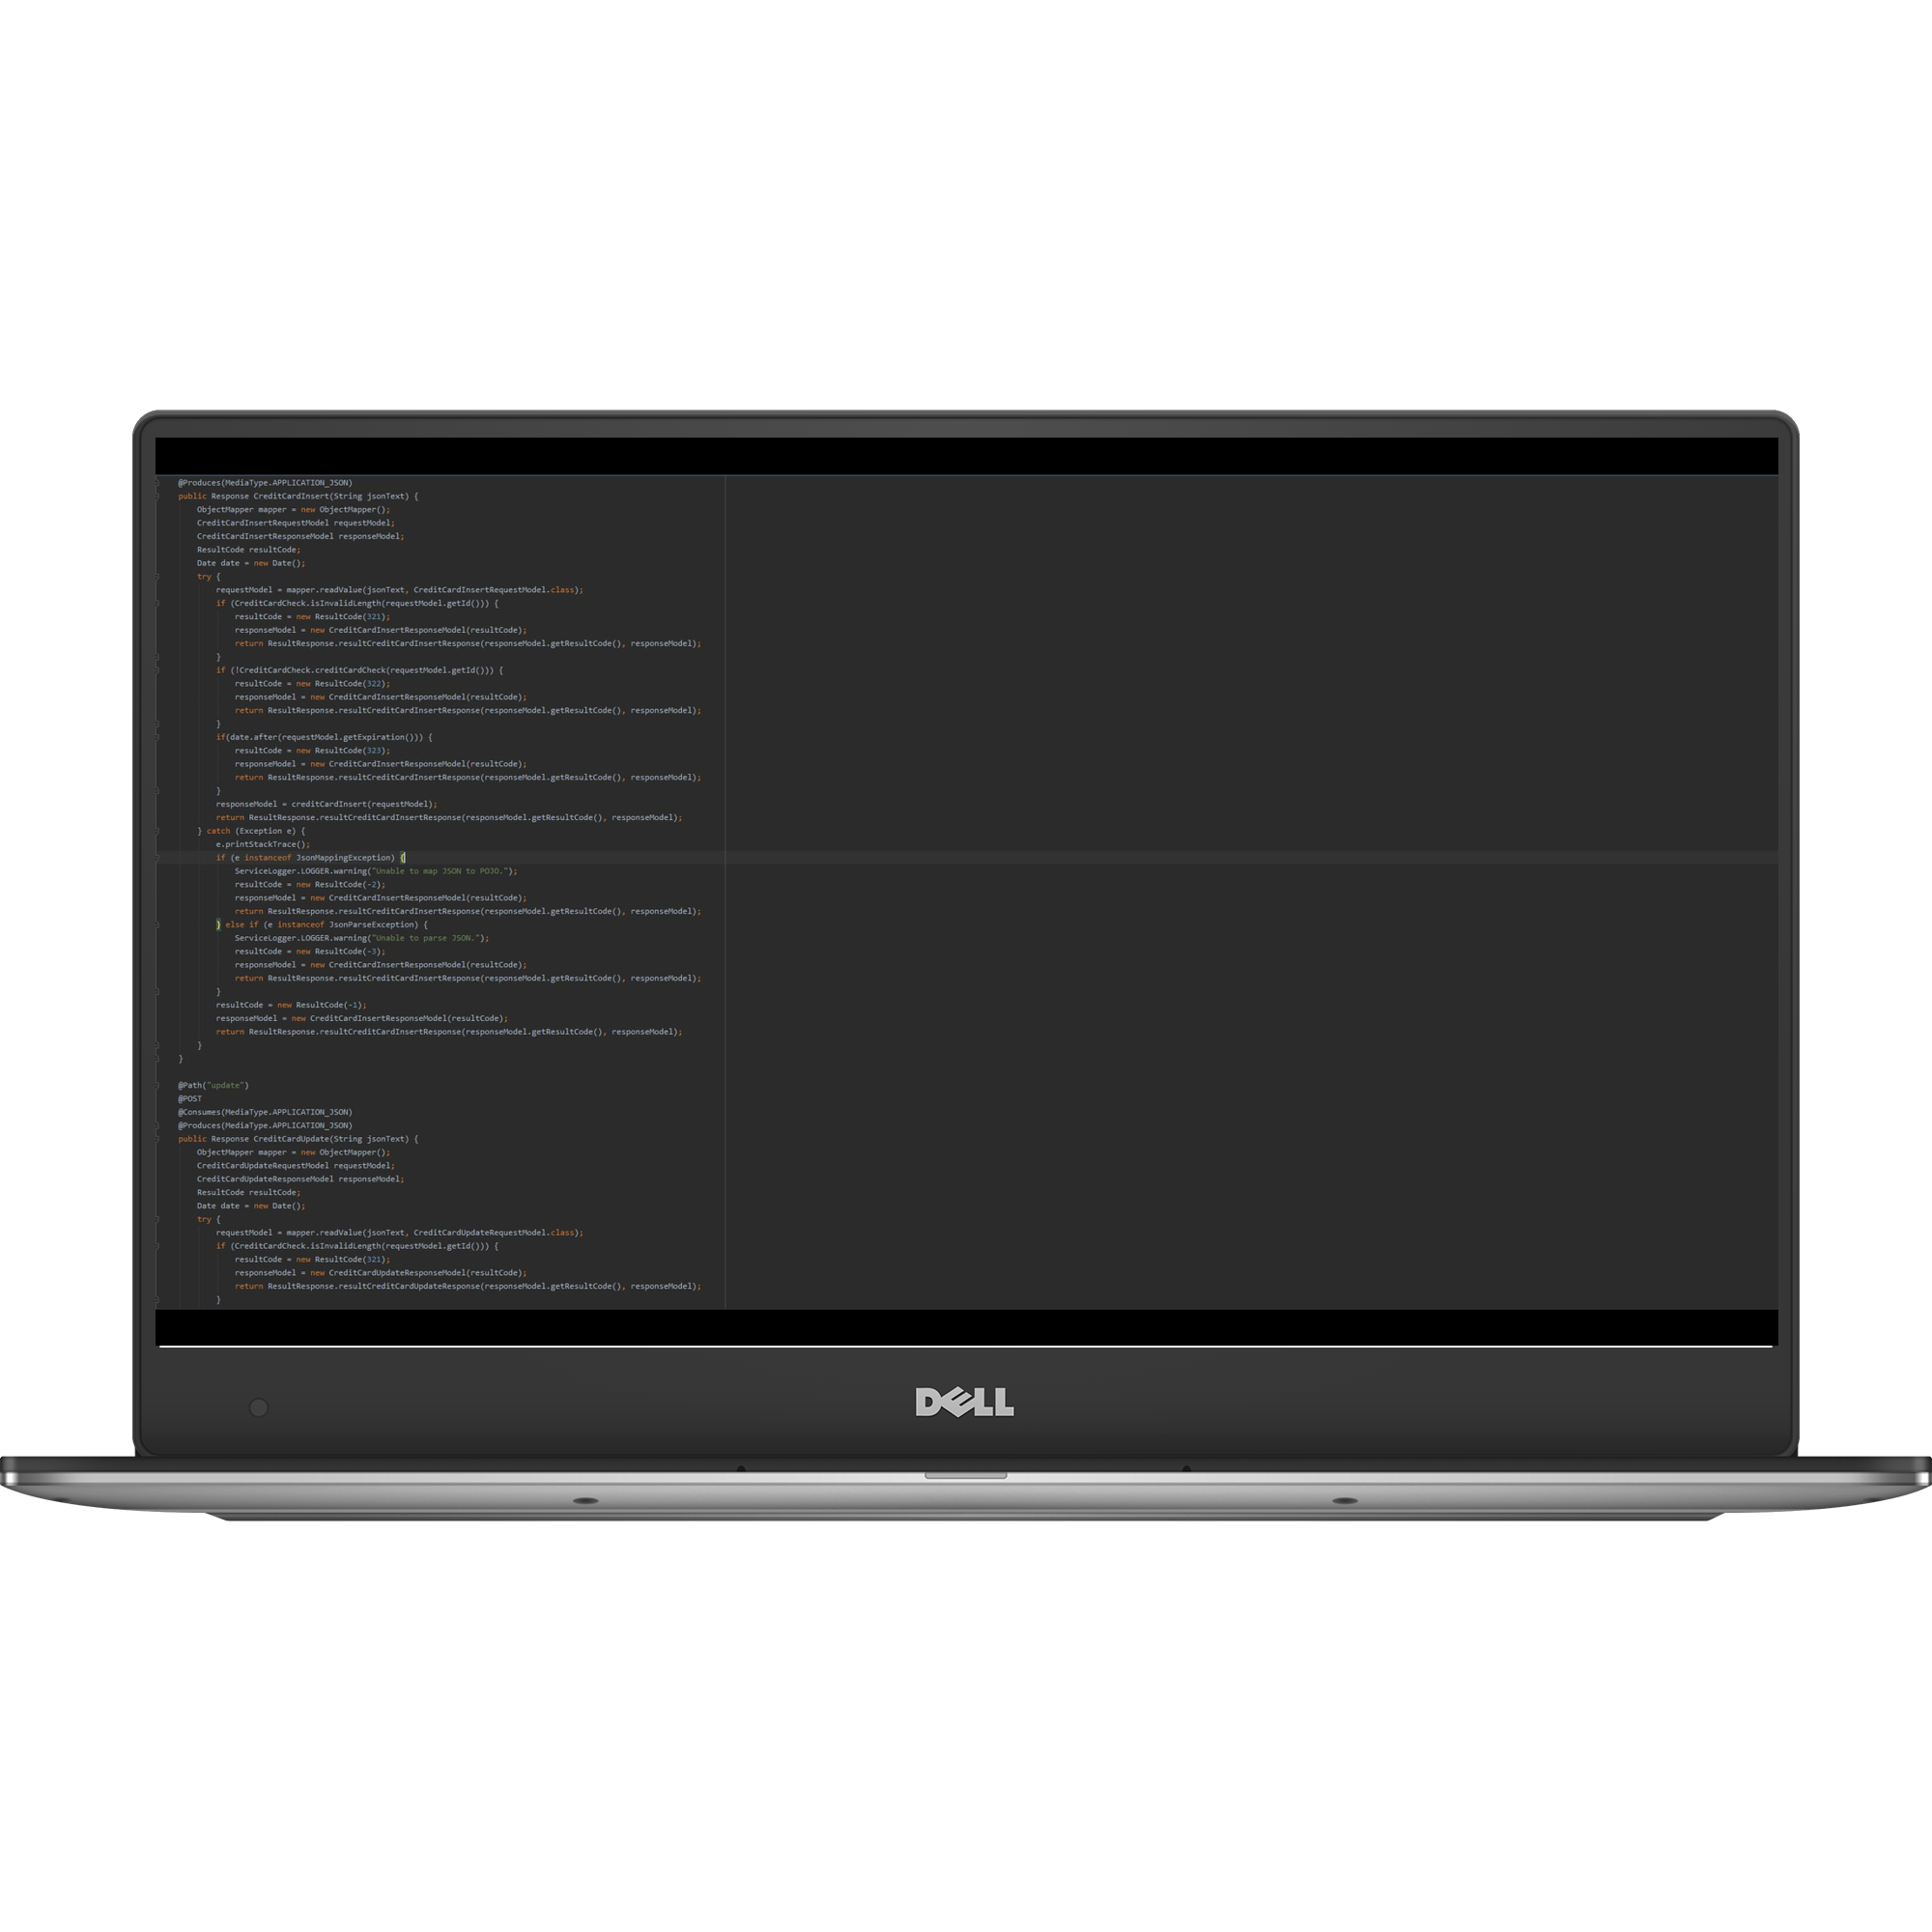 @Produces(MediaType.APPLICATION_JSON)
public Response CreditCardInsert(String jsonText) {
ObjectMapper mapper = new ObjectMapper();
CreditCardInsertRequestModel requestModel;
CreditCardInsertResponseModel responseModel;
ResultCode resultCode;
Date date = new Date();
try {
requestModel = mapper.readValue(jsonText, CreditCardInsertRequestModel.class);
if (CreditCardCheck.isInvalidLength(requestModel.getId())) {
resultCode = new ResultCode(321);
responseModel = new CreditCardInsertResponseModel(resultCode);
return ResultResponse.resultCreditCardInsertResponse(responseModel.getResultCode(), responseModel);
}
if (!CreditCardCheck.creditCardCheck(requestModel.getId())) {
resultCode = new ResultCode(322);
responseModel = new CreditCardInsertResponseModel(resultCode);
return ResultResponse.resultCreditCardInsertResponse(responseModel.getResultCode(), responseModel);
}
if(date.after(requestModel.getExpiration())) {
resultCode = new ResultCode(323);
responseModel = new CreditCardInsertResponseModel(resultCode);
return ResultResponse.resultCreditCardInsertResponse(responseModel.getResultCode(), responseModel);
}
responseModel = creditCardInsert(requestModel);
return ResultResponse.resultCreditCardInsertResponse(responseModel.getResultCode(), responseModel);
} catch (Exception e) {
e.printStackTrace();
if (e instanceof JsonMappingException) {
ServiceLogger.LOGGER.warning("Unable to map JSON to POJO.");
resultCode = new ResultCode(-2);
responseModel = new CreditCardInsertResponseModel(resultCode);
return ResultResponse.resultCreditCardInsertResponse(responseModel.getResultCode(), responseModel);
} else if (e instanceof JsonParseException) {
ServiceLogger.LOGGER.warning("Unable to parse JSON.");
resultCode = new ResultCode(-3);
responseModel = new CreditCardInsertResponseModel(resultCode);
return ResultResponse.resultCreditCardInsertResponse(responseModel.getResultCode(), responseModel);
}
resultCode = new ResultCode(-1);
responseModel = new CreditCardInsertResponseModel(resultCode);
return ResultResponse.resultCreditCardInsertResponse(responseModel.getResultCode(), responseModel);
}
}
@Path("update")
@POST
@Consumes(MediaType.APPLICATION_JSON)
@Produces(MediaType.APPLICATION_JSON)
public Response CreditCardUpdate(String jsonText) {
ObjectMapper mapper = new ObjectMapper();
CreditCardUpdateRequestModel requestModel;
CreditCardUpdateResponseModel responseModel;
ResultCode resultCode;
Date date = new Date();
try {
requestModel = mapper.readValue(jsonText, CreditCardUpdateRequestModel.class);
if (CreditCardCheck.isInvalidLength(requestModel.getId())) {
resultCode = new ResultCode(321);
responseModel = new CreditCardUpdateResponseModel(resultCode);
return ResultResponse.resultCreditCardUpdateResponse(responseModel.getResultCode(), responseModel);
}
DELL